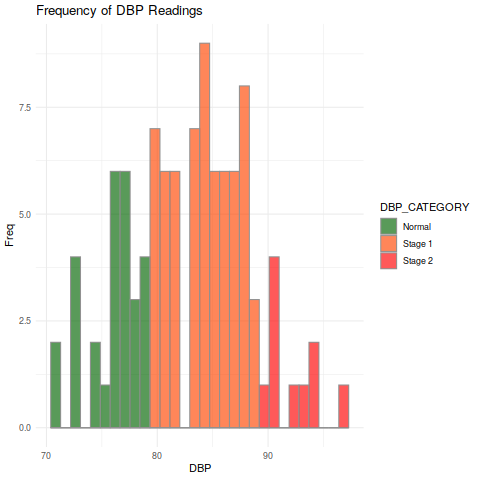 Frequency of DBP Readings
Freq
7.5
5.0
2.5
0.0
70 80 90
DBP
DBP_CATEGORY
Normal
Stage 1
Stage 2